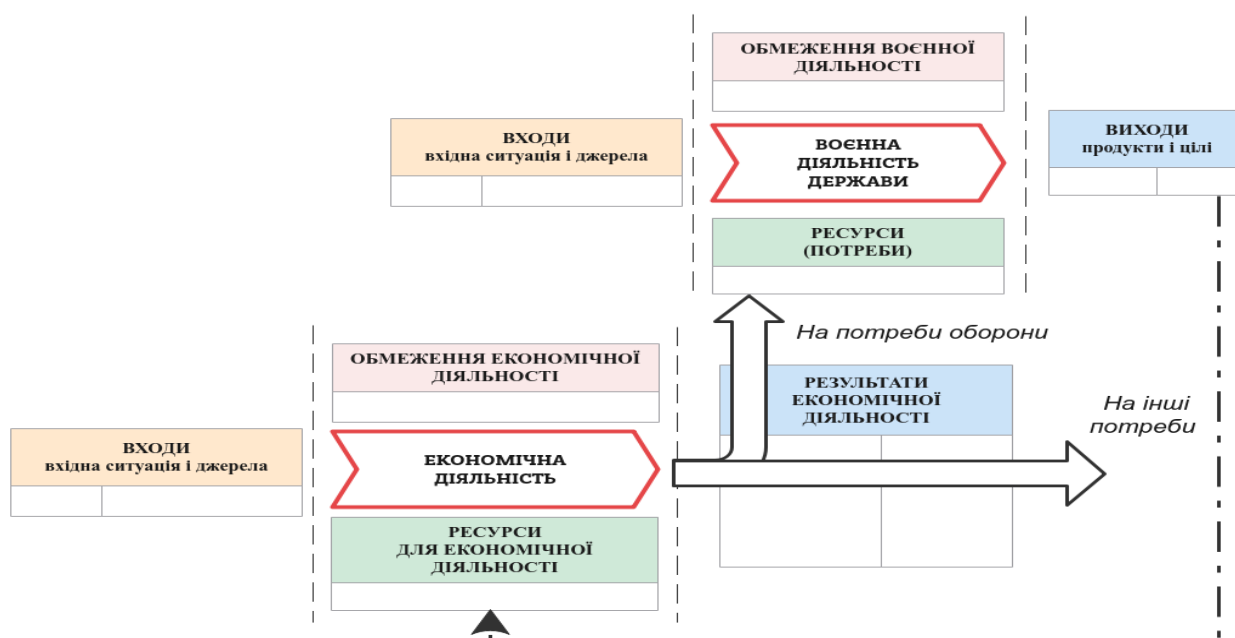 ОБМЕЖЕННЯ ВОЄННОЇ
ДІЯЛЬНОСТІ
ВХОДИ
вхідна ситуація і джерела
ВОЄННА
ДІЯЛЬНІСТЬ
ДЕРЖАВИ
ВИХОДИ
продукти і цілі
РЕСУРСИ
(ПОТРЕБИ)
На потреби оборони
ОБМЕЖЕННЯ ЕКОНОМІЧНОЇ
ДІЯЛЬНОСТІ
РЕЗУЛЬТАТИ
ЕКОНОМІЧНОЇ
ДІЯЛЬНОСТІ
На інші
потреби
ВХОДИ
вхідна ситуація і джерела
ЕКОНОМІЧНА
ДІЯЛЬНІСТЬ
РЕСУРСИ
ДЛЯ ЕКОНОМІЧНОЇ
ДІЯЛЬНОСТІ